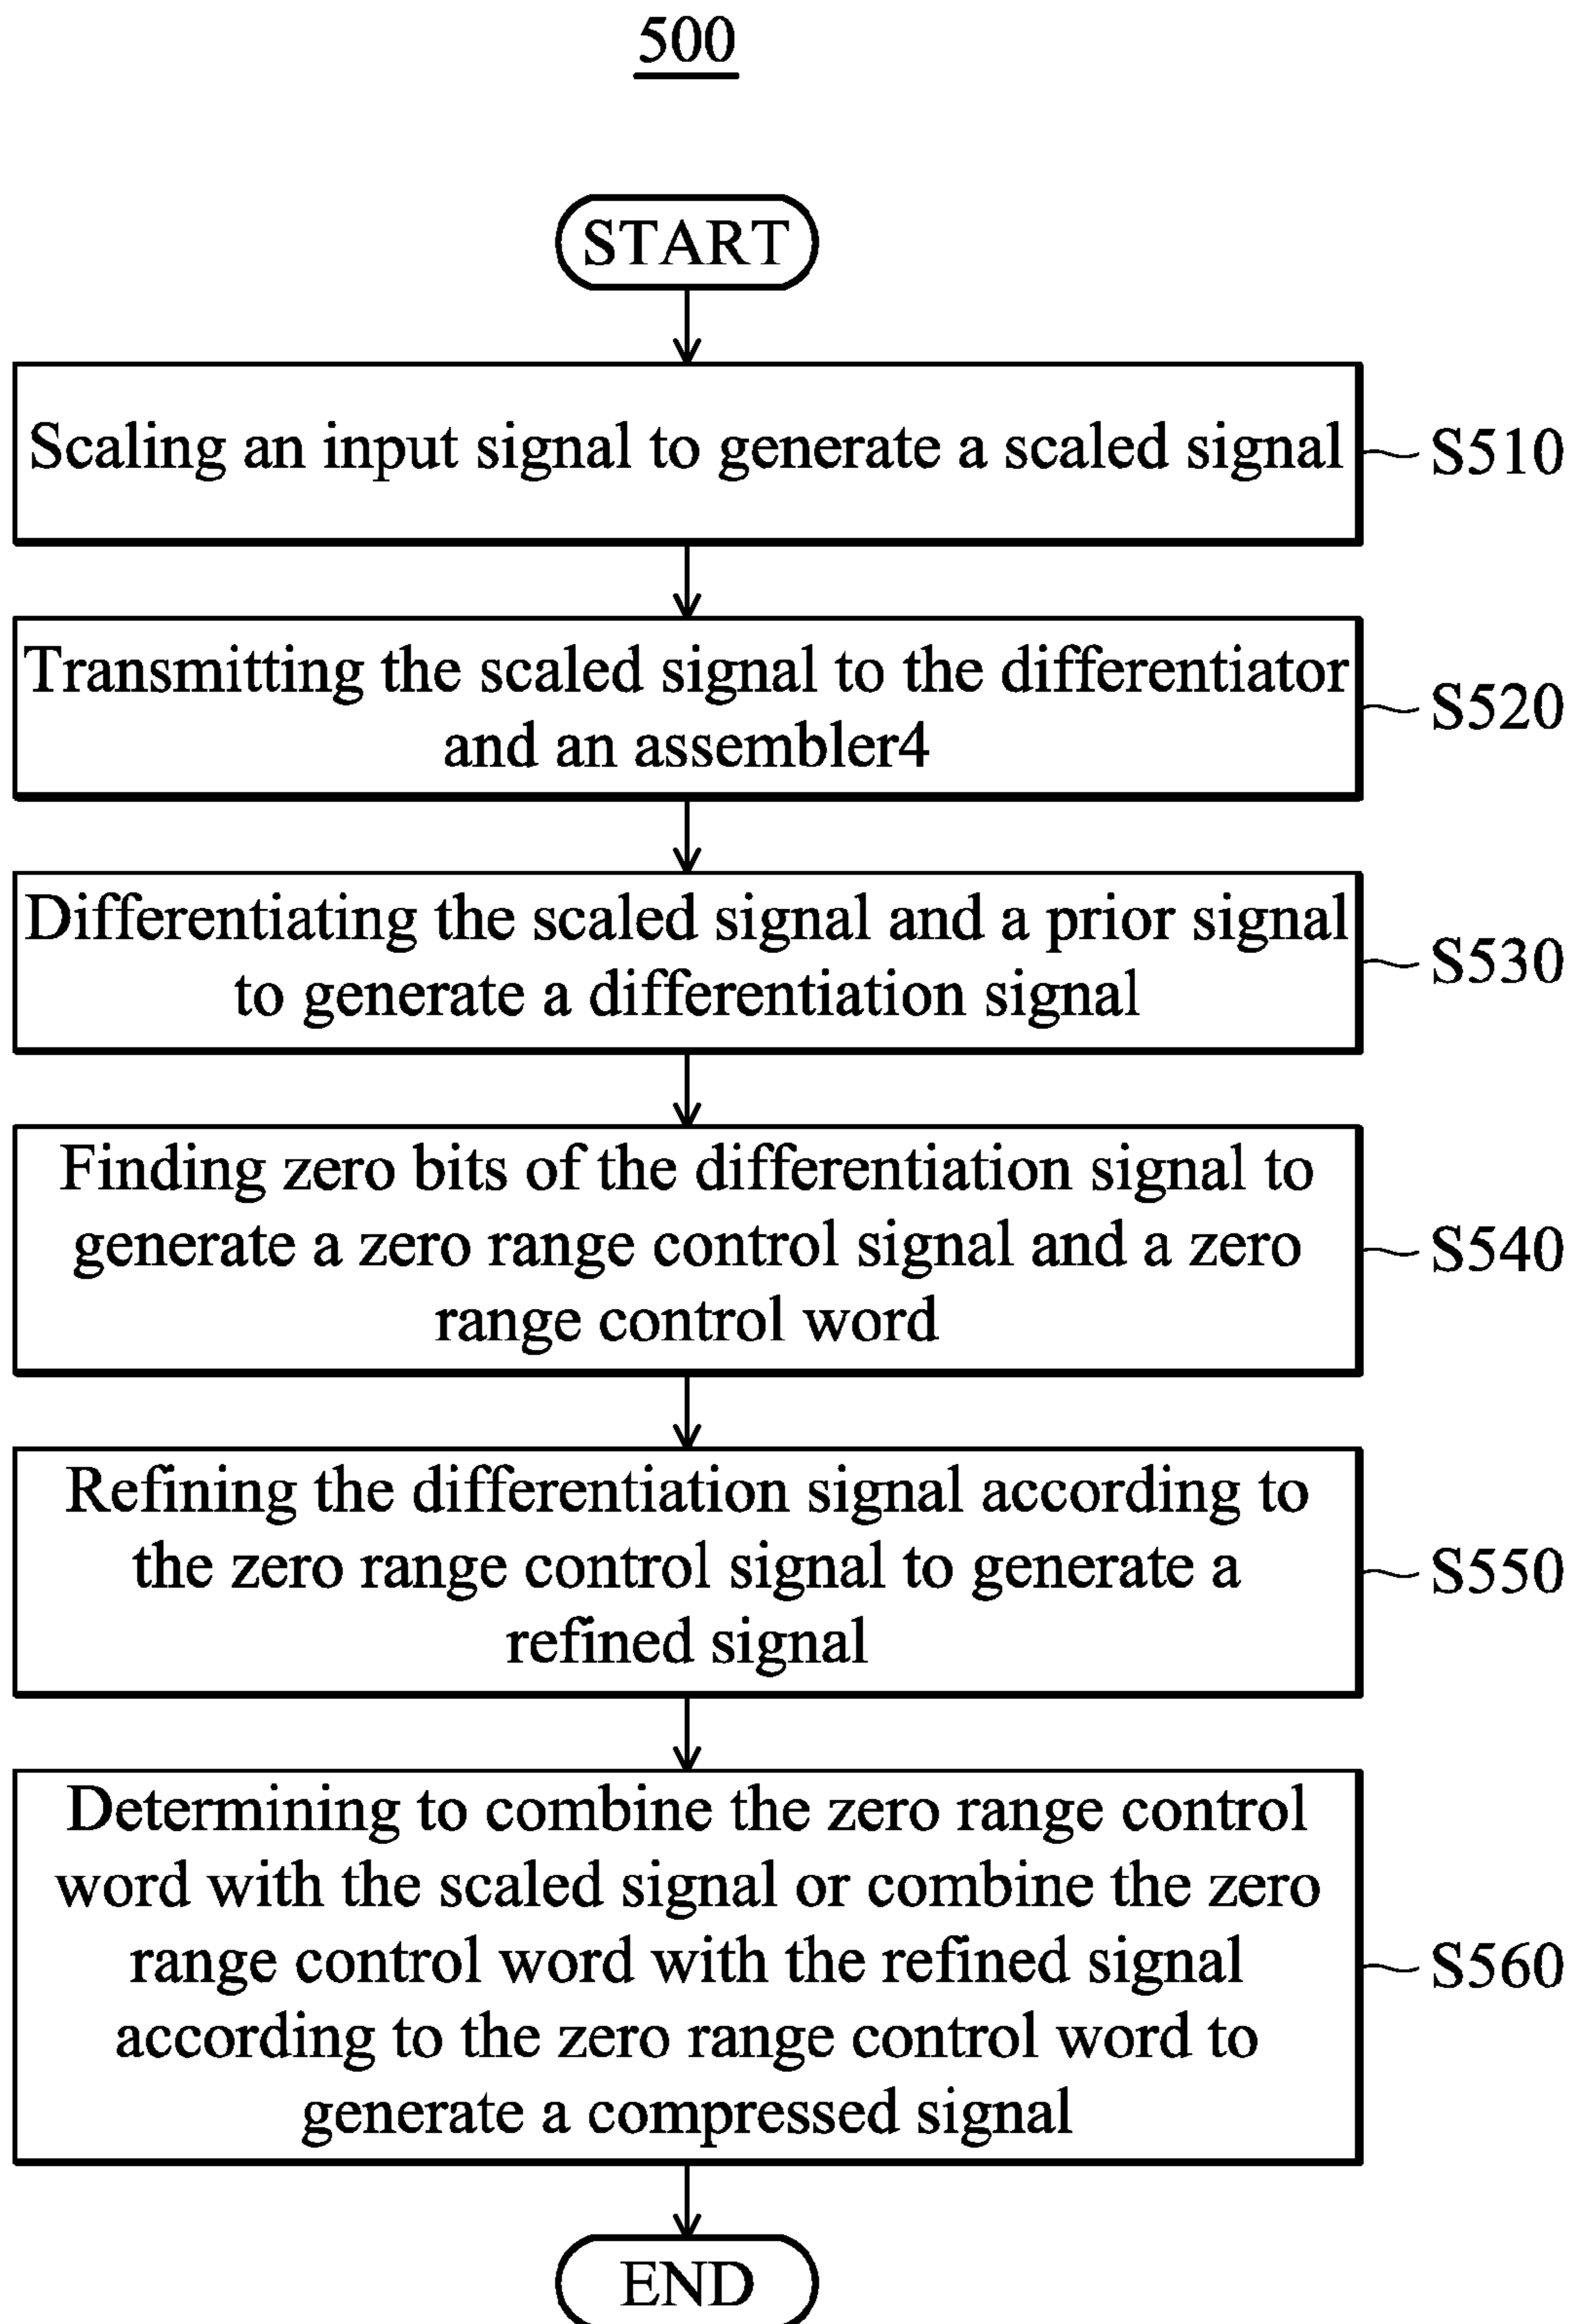 500
START
Scaling an input signal to generate a scaled signal
S510
Transmitting the scaled signal to the differentiator
and an assembler4
S520
Differentiating the scaled signal and a prior signal
to generate a differentiation signal
S530
Finding zero bits of the differentiation signal to
generate a zero range control signal and a zero
range control word
S540
Refining the differentiation signal according to
the zero range control signal to generate a
refined signal
S550
Determining to combine the zero range control
word with the scaled signal or combine the zero
range control word with the refined signal
according to the zero range control word to
generate a compressed signal
S560
END